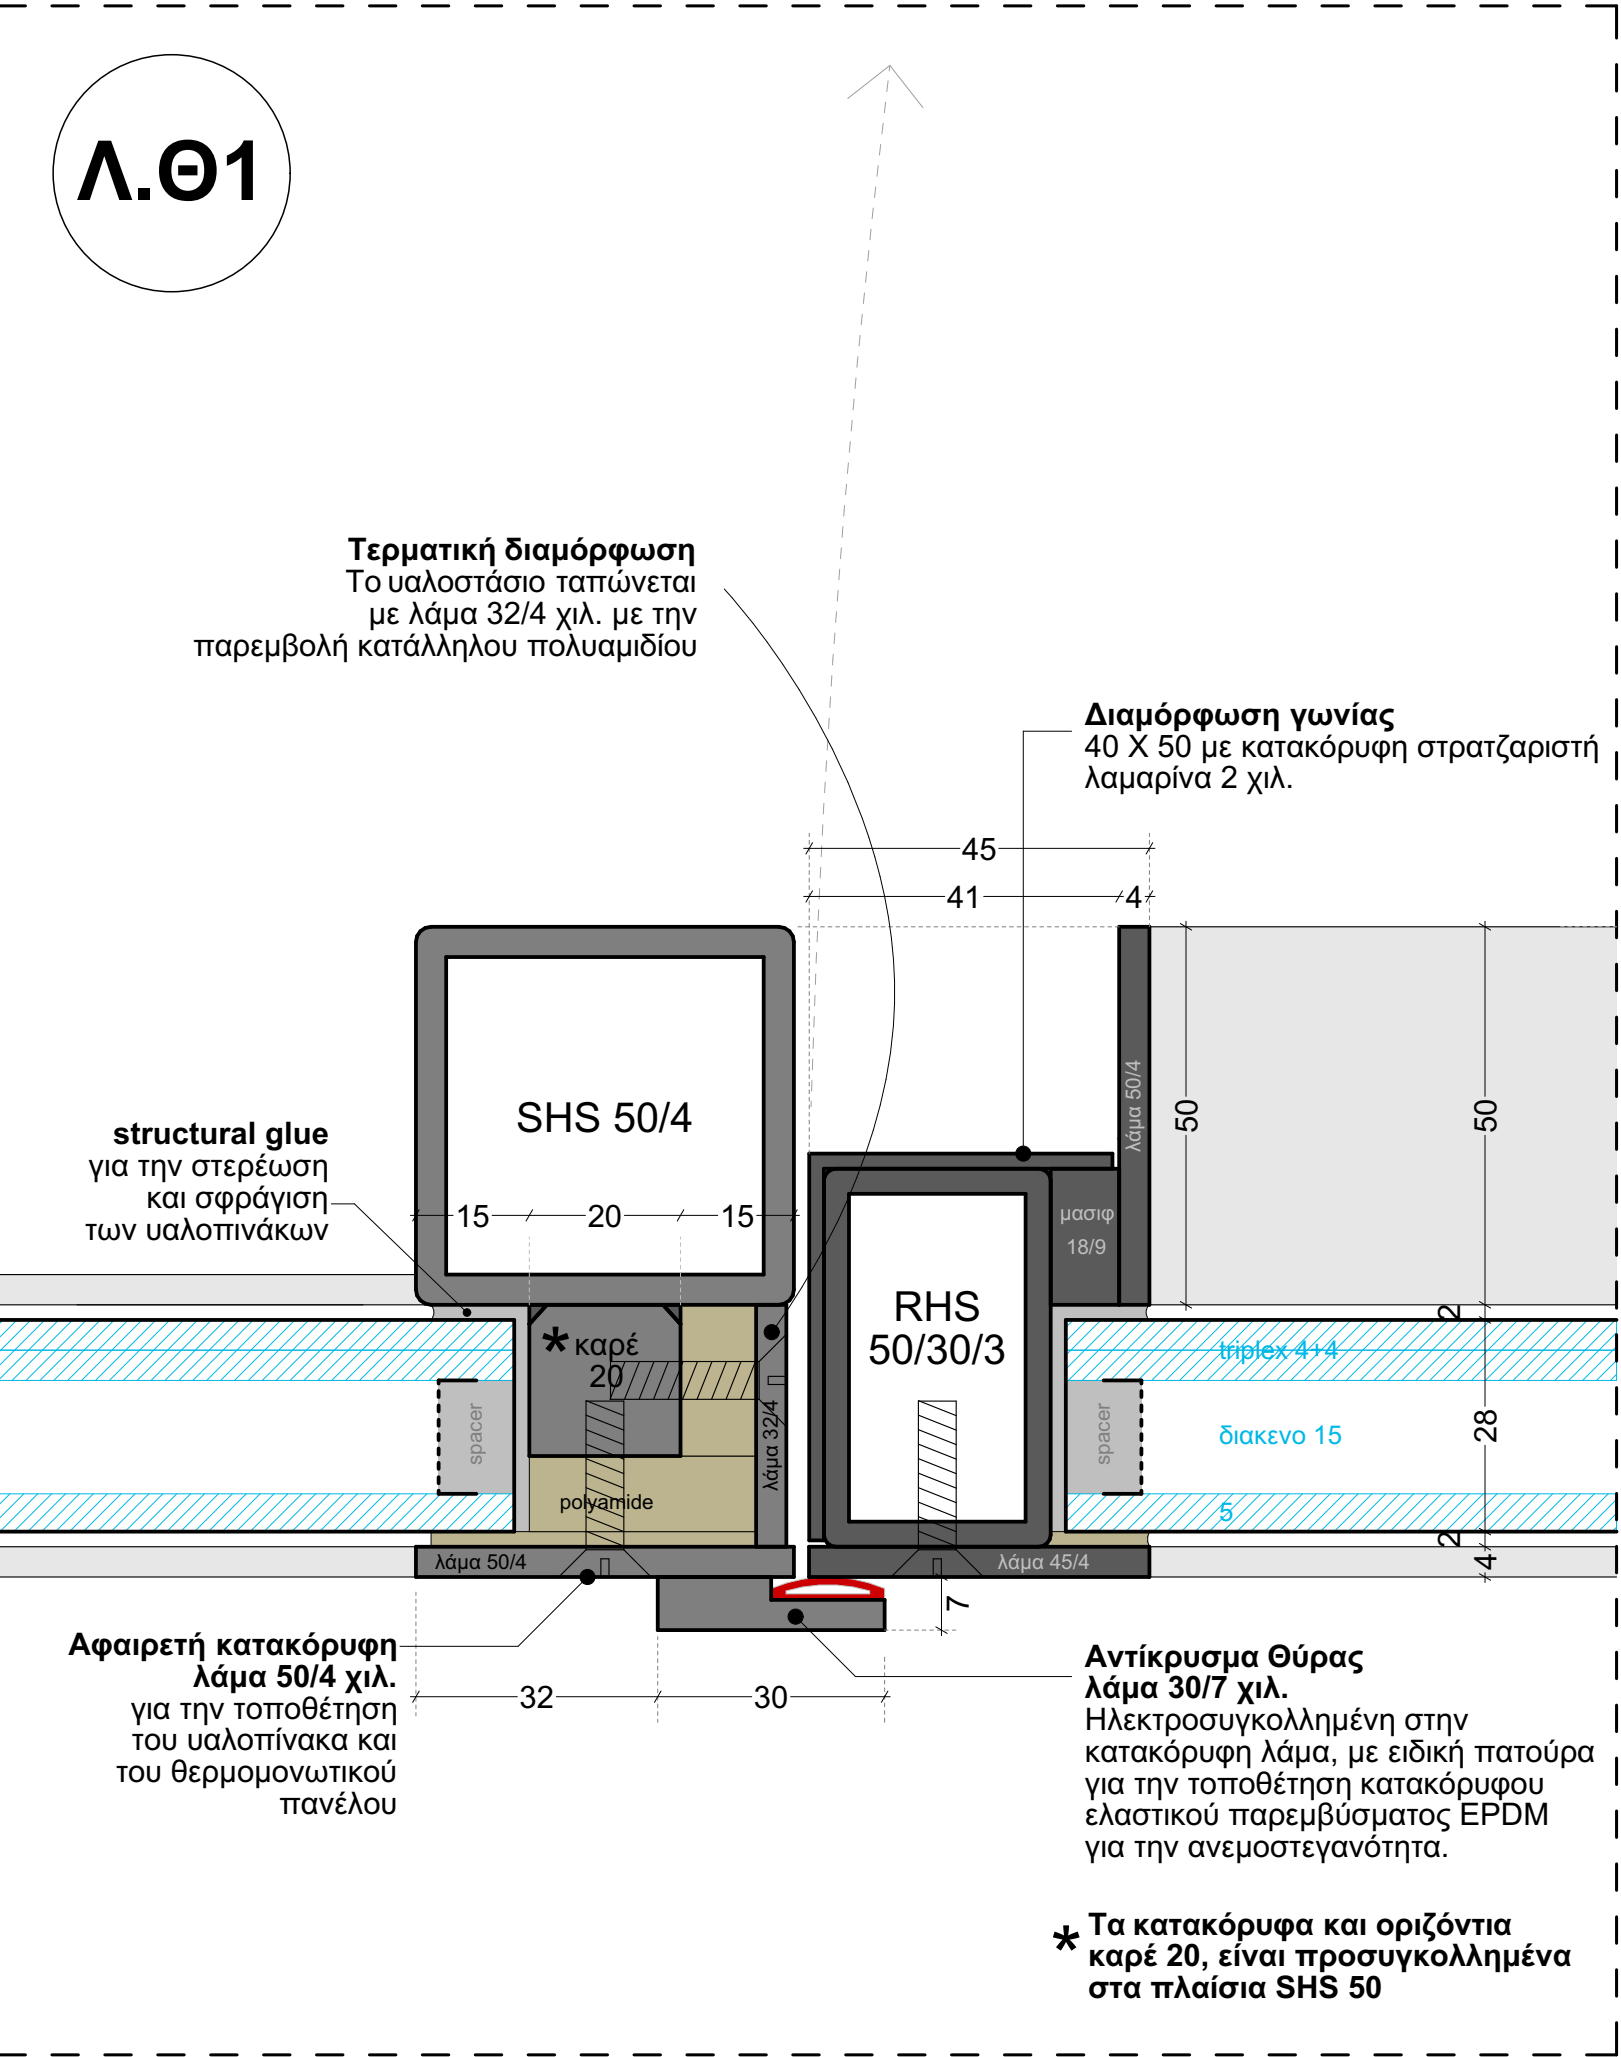 Λ.Θ1
Τερματική διαμόρφωση
Το υαλοστάσιο ταπώνεται
με λάμα 32/4 χιλ. με την
παρεμβολή κατάλληλου πολυαμιδίου
Διαμόρφωση γωνίας
40 Χ 50 με κατακόρυφη στρατζαριστή
λαμαρίνα 2 χιλ.
45
41
4
λάμα 50/4
50
50
SHS 50/4
structural glue
για την στερέωση
και σφράγιση
των υαλοπινάκων
15
20
15
μασιφ
18/9
RHS
50/30/3
* καρέ
20
2
triplex 4+4
spacer
λάμα 32/4
spacer
διακενο 15
28
polyamide
5
2
λάμα 50/4
λάμα 45/4
4
7
Αφαιρετή κατακόρυφη
λάμα 50/4 χιλ.
για την τοποθέτηση
του υαλοπίνακα και
του θερμομονωτικού
πανέλου
32
30
Αντίκρυσμα Θύρας
λάμα 30/7 χιλ.
Ηλεκτροσυγκολλημένη στην
κατακόρυφη λάμα, με ειδική πατούρα
για την τοποθέτηση κατακόρυφου
ελαστικού παρεμβύσματος EPDM
για την ανεμοστεγανότητα.
* Τα κατακόρυφα και οριζόντια
καρέ 20, είναι προσυγκολλημένα
στα πλαίσια SHS 50